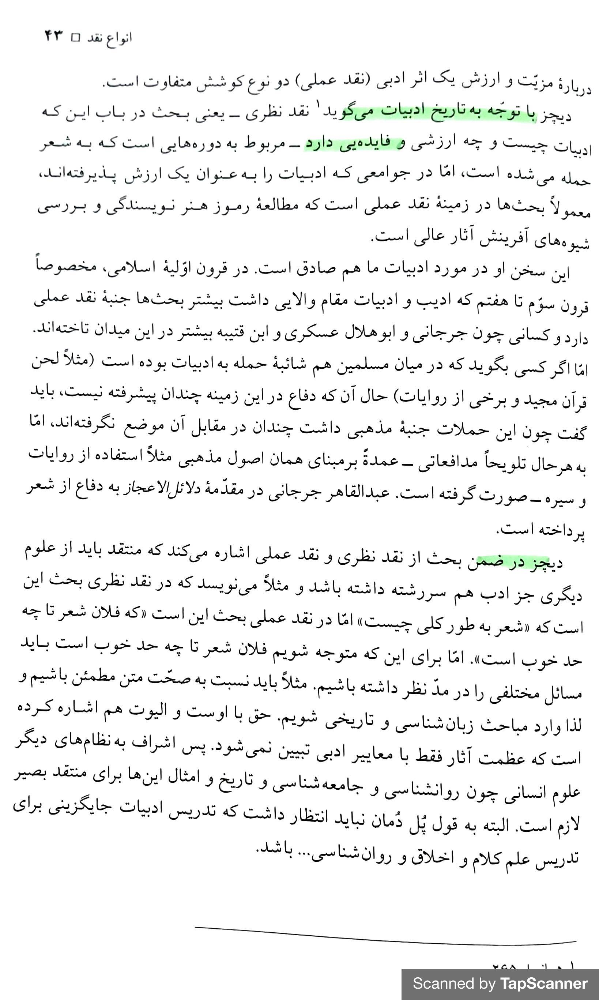 انواع نقد □ ۴۳
دربارهٔ مزیّت و ارزش یک اثر ادبی (نقد عملی) دو نوع کوشش متفاوت است.
دیچز با توجّه به تاریخ ادبیات می‌گوید۱ نقد نظری ـ یعنی بحث در باب این که
ادبیات چیست و چه ارزشی و فایده‌یی دارد ـ مربوط به دوره‌هایی است که به شعر
حمله می‌شده است، امّا در جوامعی که ادبیات را به عنوان یک ارزش پذیرفته‌اند،
معمولاً بحث‌ها در زمینهٔ نقد عملی است که مطالعهٔ رموز هنر نویسندگی و بررسی
شیوه‌های آفرینش آثار عالی است.
این سخن او در مورد ادبیات ما هم صادق است. در قرون اوّلیهٔ اسلامی، مخصوصاً
قرون سوّم تا هفتم که ادیب و ادبیات مقام والایی داشت بیشتر بحث‌ها جنبهٔ نقد عملی
دارد و کسانی چون جرجانی و ابوهلال عسکری و ابن قتیبه بیشتر در این میدان تاخته‌اند.
امّا اگر کسی بگوید که در میان مسلمین هم شائبهٔ حمله به ادبیات بوده است (مثلاً لحن
قرآن مجید و برخی از روایات) حال آن که دفاع در این زمینه چندان پیشرفته نیست، باید
گفت چون این حملات جنبهٔ مذهبی داشت چندان در مقابل آن موضع نگرفته‌اند، امّا
به هرحال تلویحاً مدافعاتی ـ عمدةً برمبنای همان اصول مذهبی مثلاً استفاده از روایات
و سیره ـ صورت گرفته است. عبدالقاهر جرجانی در مقدّمهٔ دلائل‌الاعجاز به دفاع از شعر
پرداخته است.
دیچز در ضمن بحث از نقد نظری و نقد عملی اشاره می‌کند که منتقد باید از علوم
دیگری جز ادب هم سررشته داشته باشد و مثلاً می‌نویسد که در نقد نظری بحث این
است که «شعر به طور کلی چیست» امّا در نقد عملی بحث این است «که فلان شعر تا چه
حد خوب است». امّا برای این که متوجه شویم فلان شعر تا چه حد خوب است باید
مسائل مختلفی را در مدّ نظر داشته باشیم. مثلاً باید نسبت به صحّت متن مطمئن باشیم و
لذا وارد مباحث زبان‌شناسی و تاریخی شویم. حق با اوست و الیوت هم اشاره کرده
است که عظمت آثار فقط با معاییر ادبی تبیین نمی‌شود. پس اشراف به نظام‌های دیگر
علوم انسانی چون روانشناسی و جامعه‌شناسی و تاریخ و امثال این‌ها برای منتقد بصیر
لازم است. البته به قول پُل دُمان نباید انتظار داشت که تدریس ادبیات جایگزینی برای
تدریس علم کلام و اخلاق و روان‌شناسی... باشد.
Scanned by TapScanner